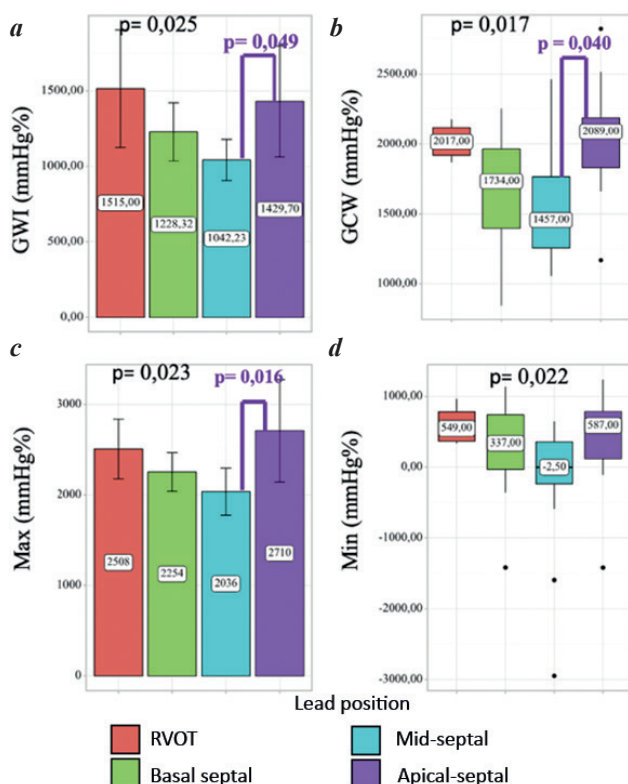 a
p= 0,025
p= 0,049
1500,00
1000,00
500,00
0,00
GWI (mmHg%)
1515,00
1228,32
1042,23
1429,70
b
p= 0,017
p = 0,040
2500,00
2000,00
1500,00
1000,00
GCW (mmHg%)
2017,00
1734,00
1457,00
2089,00
c
p= 0,023
p= 0,016
3000
2000
1000
0
Max (mmHg%)
2508
2254
2036
2710
d
p= 0,022
1000,00
0,00
-1000,00
-2000,00
-3000,00
Min (mmHg%)
549,00
337,00
-2,50
587,00
Lead position
RVOT
Mid-septal
Basal septal
Apical-septal